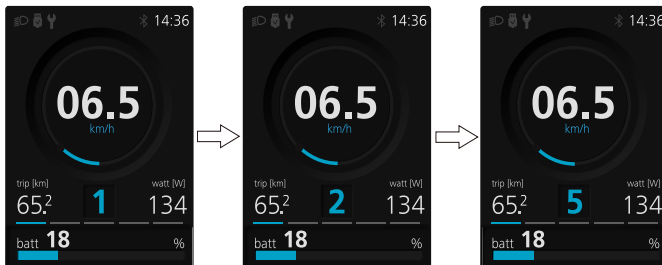 14:36
06.5
km/h
trip [km] watt [W]
65.2 1 134
batt 18 %
14:36
06.5
km/h
trip [km] watt [W]
65.2 2 134
batt 18 %
14:36
06.5
km/h
trip [km] watt [W]
65.2 5 134
batt 18 %